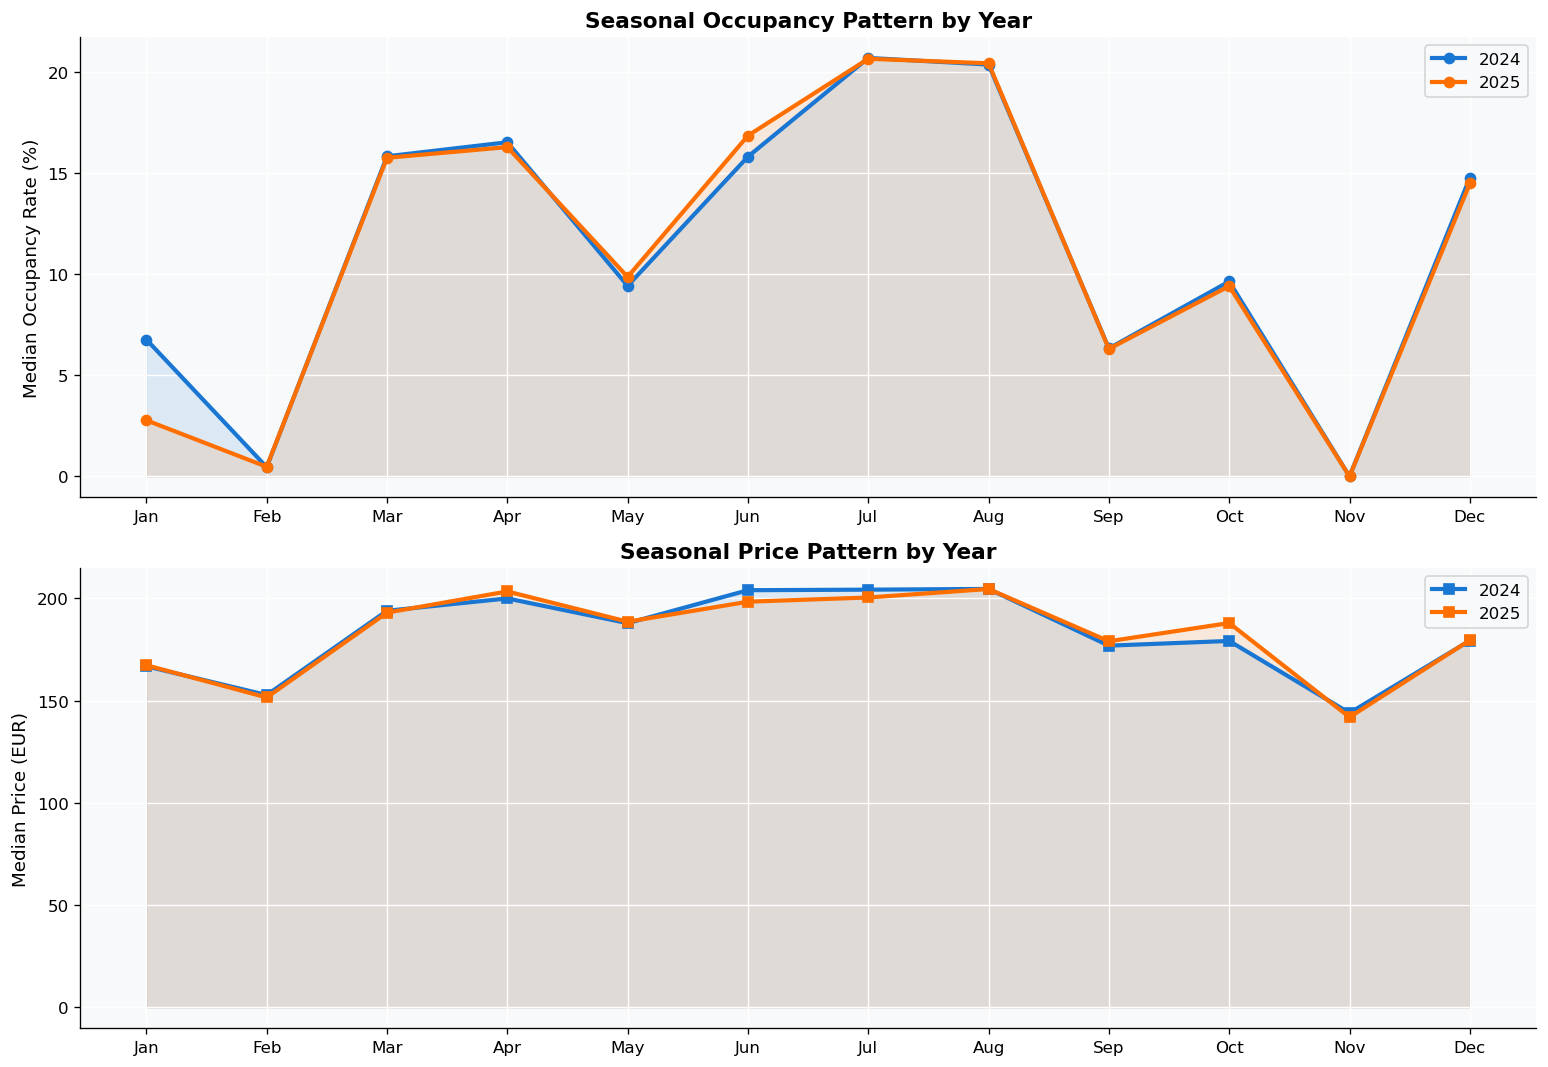 Seasonal Occupancy Pattern by Year
2024
2025
Median Occupancy Rate (%)
20
15
10
5
0
Jan Feb Mar Apr May Jun Jul Aug Sep Oct Nov Dec
Seasonal Price Pattern by Year
2024
2025
Median Price (EUR)
200
150
100
50
0
Jan Feb Mar Apr May Jun Jul Aug Sep Oct Nov Dec